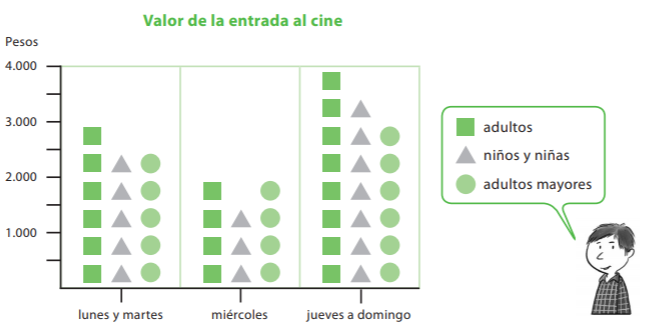 Valor de la entrada al cine
Pesos
4.000
3.000
2.000
1.000
lunes y martes
miércoles
jueves a domingo
adultos
niños y niñas
adultos mayores